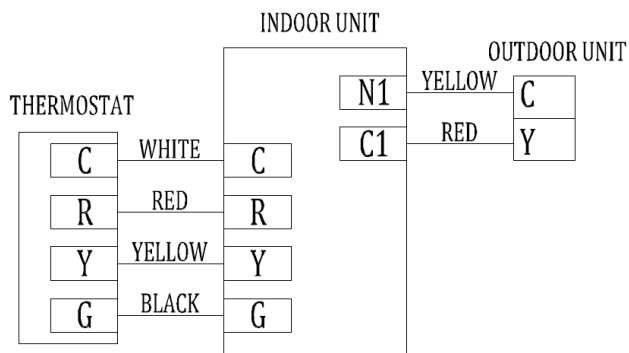 INDOOR UNIT
OUTDOOR UNIT
N1 YELLOW C
THERMOSTAT
C1 RED Y
C WHITE C
R RED R
Y YELLOW Y
G BLACK G